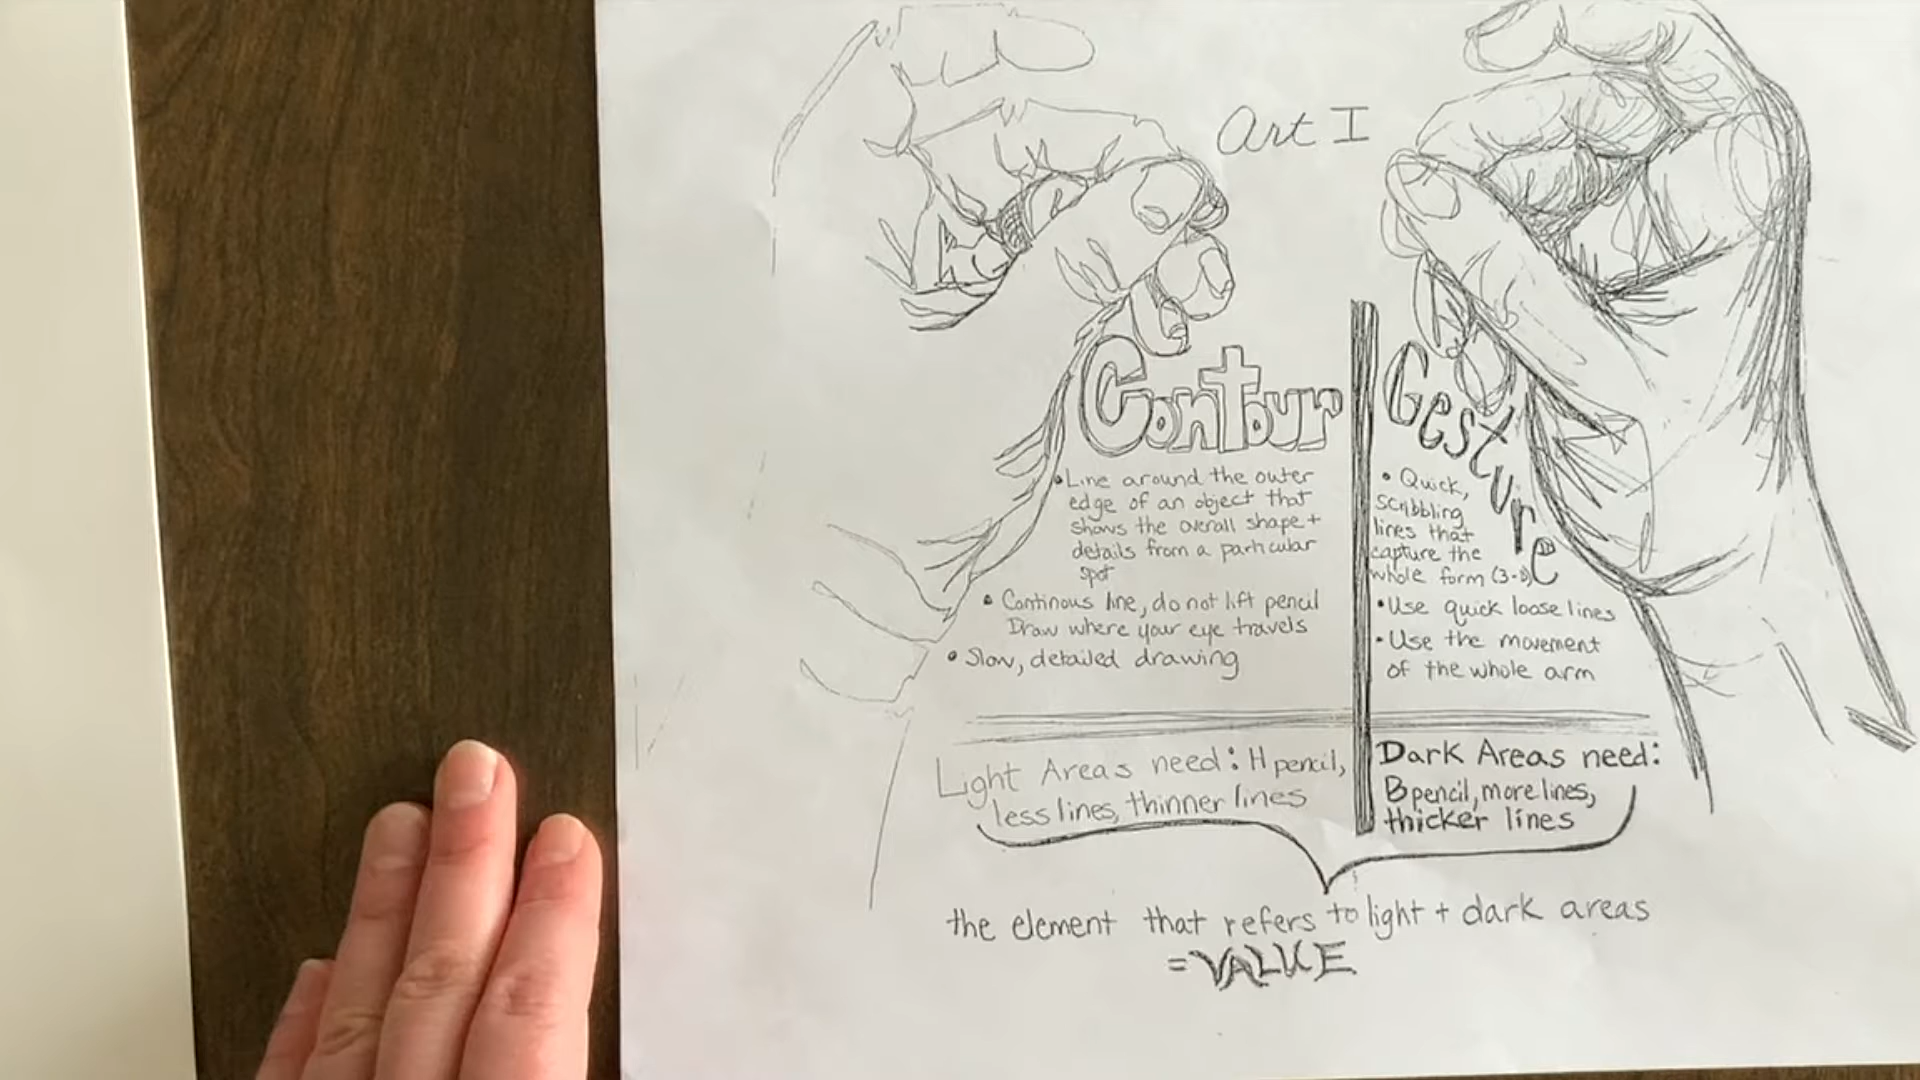 Art I
Contour
• Line around the outer
edge of an object that
shows the overall shape +
details from a particular
spot
• Continous line, do not lift pencil
Draw where your eye travels
• Slow, detailed drawing
Gesture
• Quick,
scribbling
lines that
capture the
whole form (3-D)
• Use quick loose lines
• Use the movement
of the whole arm
Light Areas need: H pencil,
less lines, thinner lines
Dark Areas need:
B pencil, more lines,
thicker lines
the element that refers to light + dark areas
= VALUE